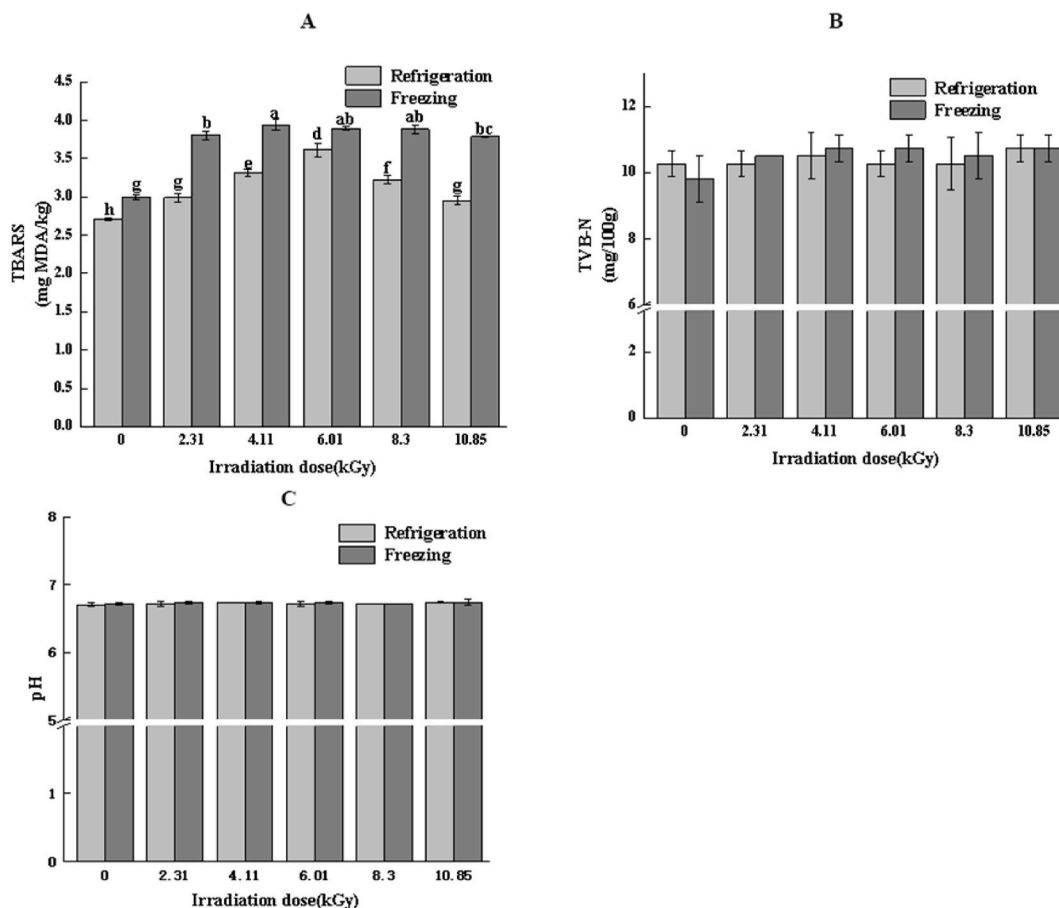 A
Refrigeration
Freezing
4.5
4.0
3.5
3.0
2.5
2.0
1.5
1.0
0.5
0.0
TBARS
(mg MDA/kg)
h
g
g
b
e
a
d
ab
f
ab
g
bc
0
2.31
4.11
6.01
8.3
10.85
Irradiation dose(kGy)
B
Refrigeration
Freezing
12
10
8
6
2
0
TVB-N
(mg/100g)
0
2.31
4.11
6.01
8.3
10.85
Irradiation dose(kGy)
C
Refrigeration
Freezing
8
7
6
5
1
0
pH
0
2.31
4.11
6.01
8.3
10.85
Irradiation dose(kGy)